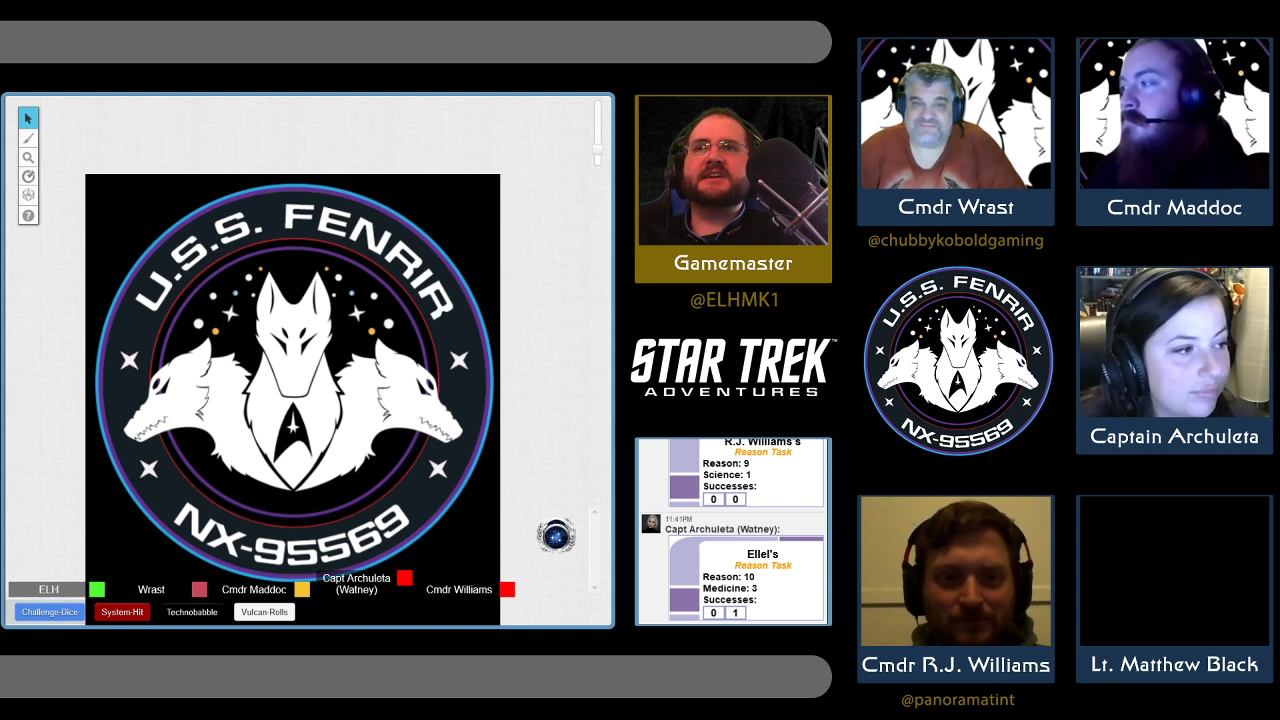 U.S.S. FENRIR
NX-95569
ELH
Wrast
Cmdr Maddoc
Capt Archuleta
(Watney)
Cmdr Williams
Challenge-Dice
System-Hit
Technobabble
Vulcan-Rolls
Gamemaster
@ELHMK1
STAR TREK™
ADVENTURES
R.J. Williams's
Reason Task
Reason: 9
Science: 1
Successes:
0 0
11:41PM
Capt Archuleta (Watney):
Ellel's
Reason Task
Reason: 10
Medicine: 3
Successes:
0 1
Cmdr Wrast
@chubbykoboldgaming
Cmdr Maddoc
U.S.S. FENRIR
NX-95569
Captain Archuleta
Cmdr R.J. Williams
@panoramatint
Lt. Matthew Black